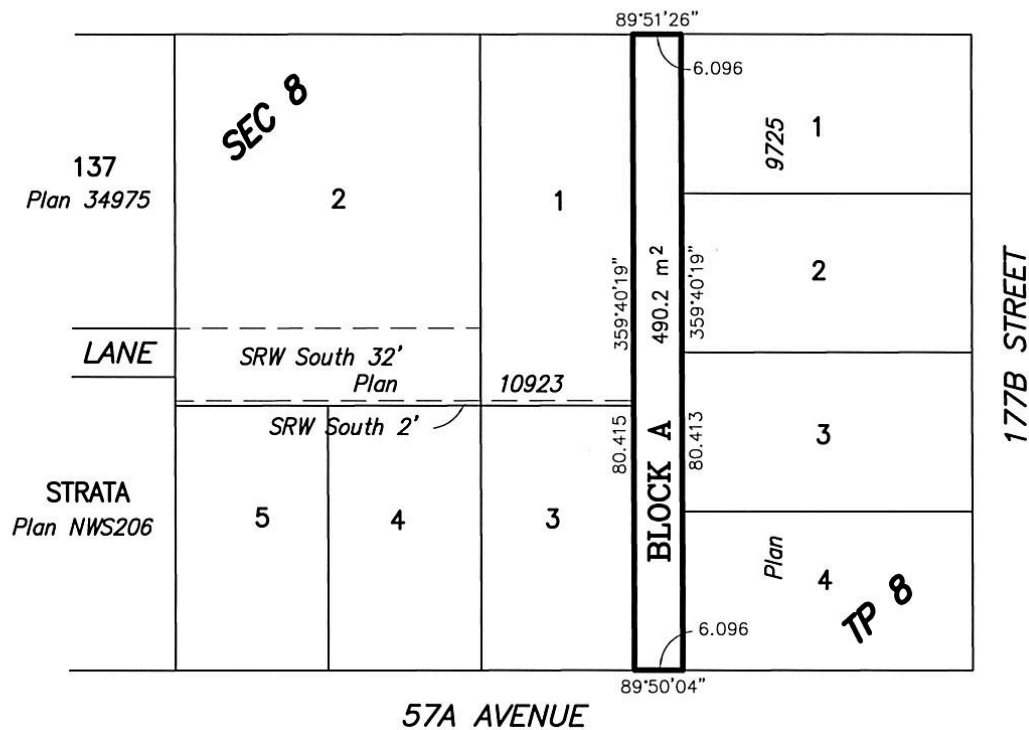 89°51'26"
6.096
SEC 8
137
Plan 34975
2
1
9725
1
2
3
4
359°40'19"
490.2 m²
359°40'19"
177B STREET
LANE
SRW South 32'
Plan 10923
SRW South 2'
80.415
BLOCK A
80.413
STRATA
Plan NWS206
5
4
3
Plan
TP 8
6.096
89°50'04"
57A AVENUE